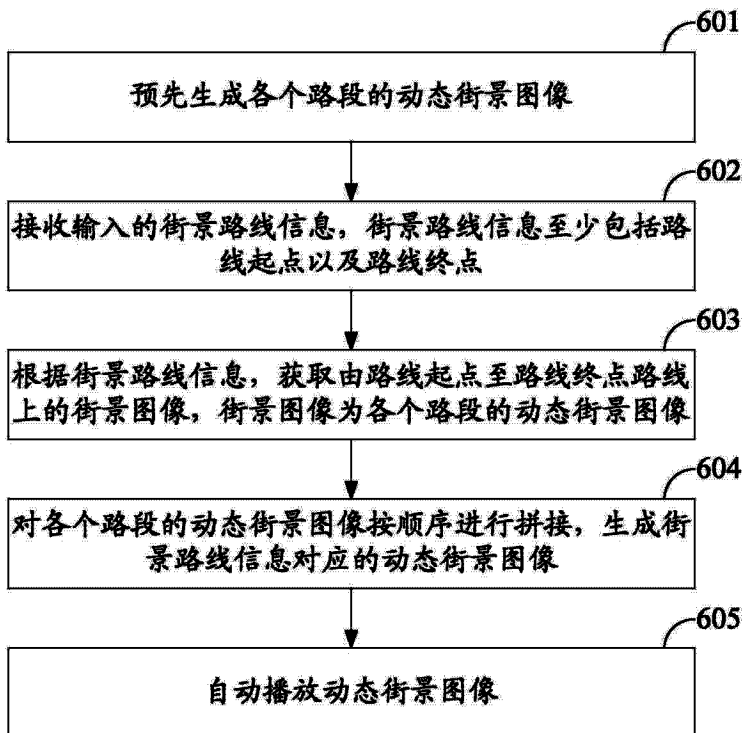 601
预先生成各个路段的动态街景图像
602
接收输入的街景路线信息，街景路线信息至少包括路
线起点以及路线终点
603
根据街景路线信息，获取由路线起点至路线终点路线
上的街景图像，街景图像为各个路段的动态街景图像
604
对各个路段的动态街景图像按顺序进行拼接，生成街
景路线信息对应的动态街景图像
605
自动播放动态街景图像